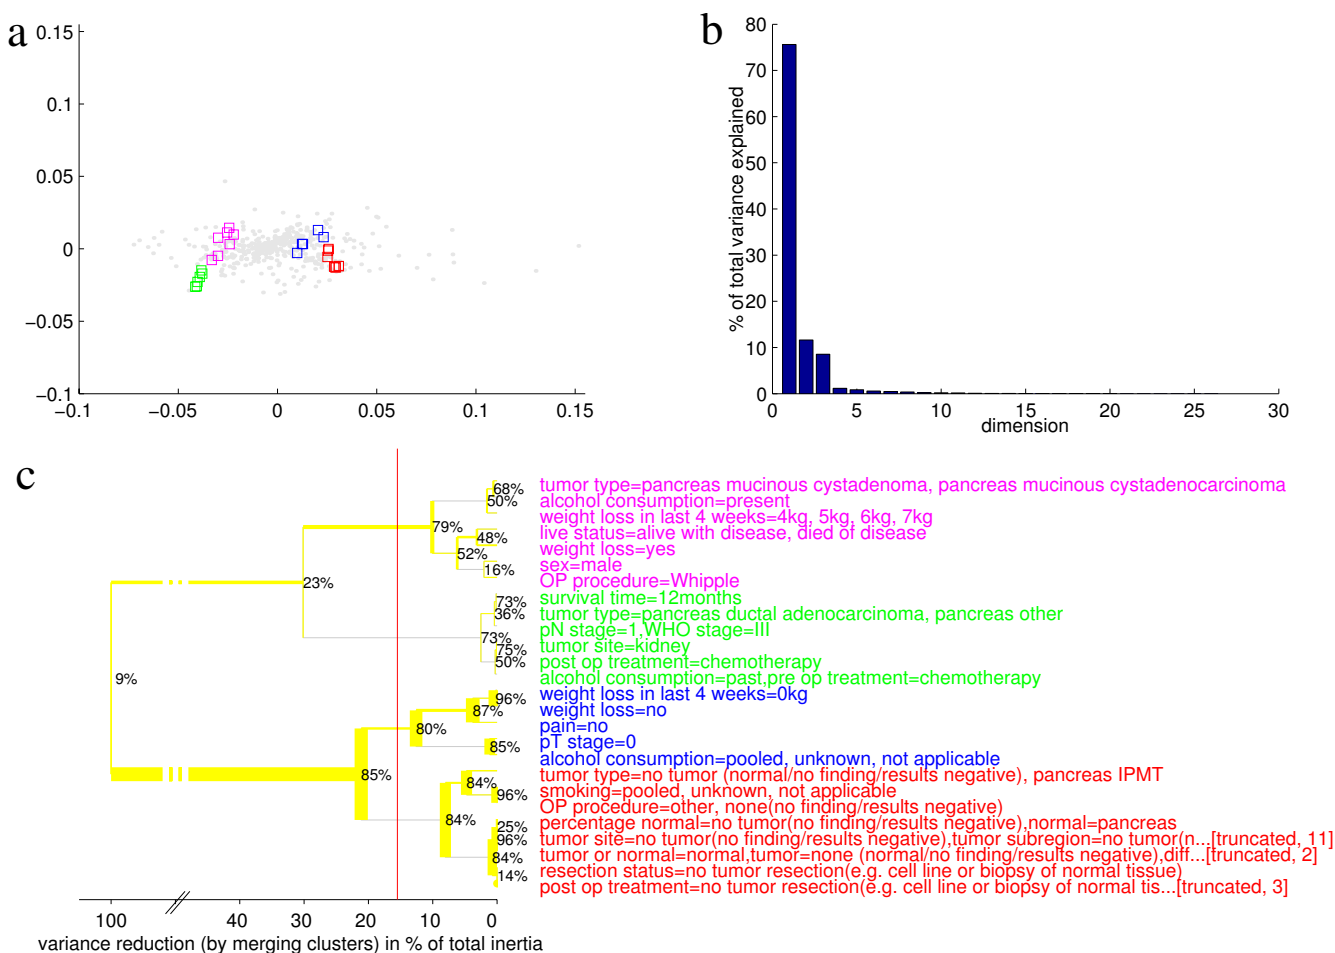 a
0.15
0.1
0.05
0
−0.05
−0.1
−0.1
−0.05
0
0.05
0.1
0.15
b
80
70
60
50
40
30
20
10
0
% of total variance explained
0
5
10
15
20
25
30
dimension
c
68%
50%
79%
48%
52%
16%
23%
73%
36%
73%
75%
50%
9%
96%
87%
80%
85%
85%
84%
96%
84%
25%
96%
84%
14%
tumor type=pancreas mucinous cystadenoma, pancreas mucinous cystadenocarcinoma
alcohol consumption=present
weight loss in last 4 weeks=4kg, 5kg, 6kg, 7kg
live status=alive with disease, died of disease
weight loss=yes
sex=male
OP procedure=Whipple
survival time=12months
tumor type=pancreas ductal adenocarcinoma, pancreas other
pN stage=1,WHO stage=III
tumor site=kidney
post op treatment=chemotherapy
alcohol consumption=past,pre op treatment=chemotherapy
weight loss in last 4 weeks=0kg
weight loss=no
pain=no
pT stage=0
alcohol consumption=pooled, unknown, not applicable
tumor type=no tumor (normal/no finding/results negative), pancreas IPMT
smoking=pooled, unknown, not applicable
OP procedure=other, none(no finding/results negative)
percentage normal=no tumor(no finding/results negative),normal=pancreas
tumor site=no tumor(no finding/results negative),tumor subregion=no tumor(n...[truncated, 11]
tumor or normal=normal,tumor=none (normal/no finding/results negative),diff...[truncated, 2]
resection status=no tumor resection(e.g. cell line or biopsy of normal tissue)
post op treatment=no tumor resection(e.g. cell line or biopsy of normal tis...[truncated, 3]
100
40
30
20
10
0
variance reduction (by merging clusters) in % of total inertia